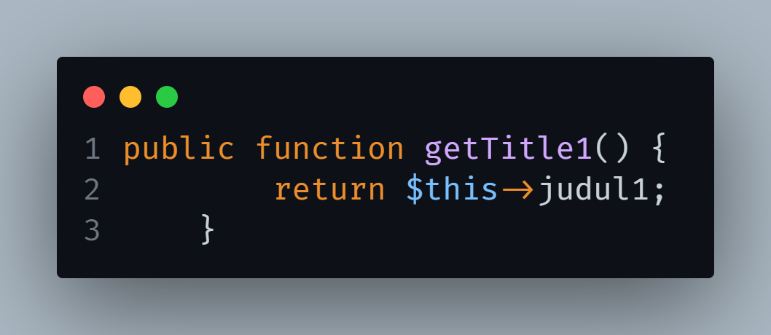 1 public function getTitle1() {
2         return $this->judul1;
3     }